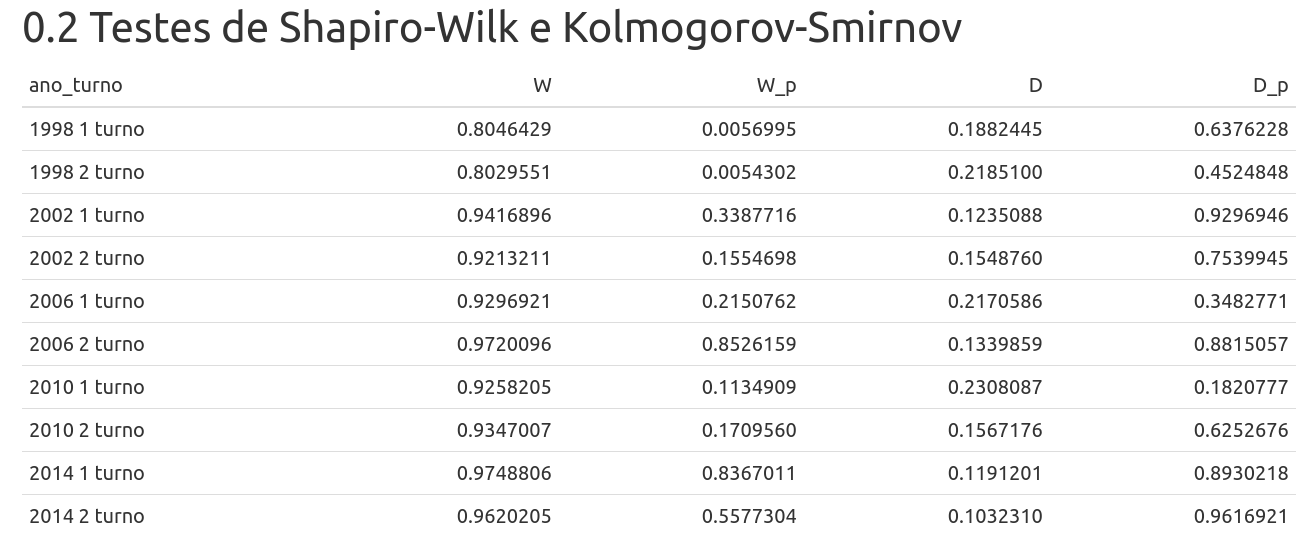 0.2 Testes de Shapiro-Wilk e Kolmogorov-Smirnov
ano_turno W W_p D D_p
1998 1 turno 0.8046429 0.0056995 0.1882445 0.6376228
1998 2 turno 0.8029551 0.0054302 0.2185100 0.4524848
2002 1 turno 0.9416896 0.3387716 0.1235088 0.9296946
2002 2 turno 0.9213211 0.1554698 0.1548760 0.7539945
2006 1 turno 0.9296921 0.2150762 0.2170586 0.3482771
2006 2 turno 0.9720096 0.8526159 0.1339859 0.8815057
2010 1 turno 0.9258205 0.1134909 0.2308087 0.1820777
2010 2 turno 0.9347007 0.1709560 0.1567176 0.6252676
2014 1 turno 0.9748806 0.8367011 0.1191201 0.8930218
2014 2 turno 0.9620205 0.5577304 0.1032310 0.9616921